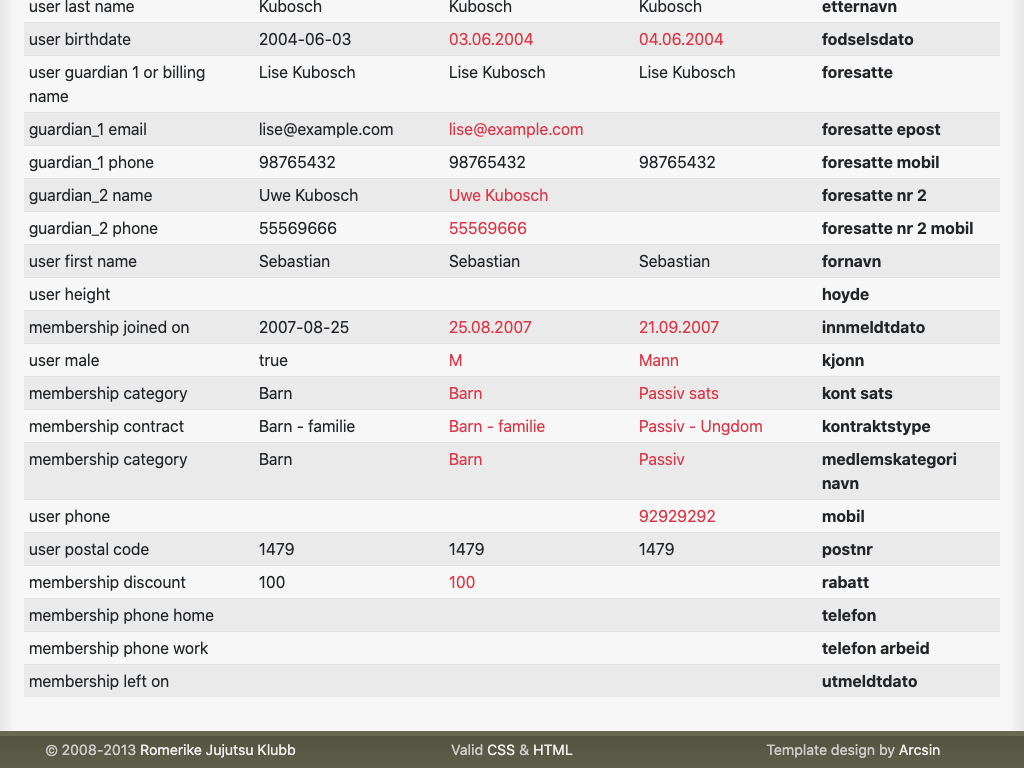 user last name Kubosch Kubosch Kubosch etternavn
user birthdate 2004-06-03 03.06.2004 04.06.2004 fodselsdato
user guardian 1 or billing Lise Kubosch Lise Kubosch Lise Kubosch foresatte
name
guardian_1 email lise@example.com lise@example.com foresatte epost
guardian_1 phone 98765432 98765432 98765432 foresatte mobil
guardian_2 name Uwe Kubosch Uwe Kubosch foresatte nr 2
guardian_2 phone 55569666 55569666 foresatte nr 2 mobil
user first name Sebastian Sebastian Sebastian fornavn
user height hoyde
membership joined on 2007-08-25 25.08.2007 21.09.2007 innmeldtdato
user male true M Mann kjonn
membership category Barn Barn Passiv sats kont sats
membership contract Barn - familie Barn - familie Passiv - Ungdom kontraktstype
membership category Barn Barn Passiv medlemskategori
navn
user phone 92929292 mobil
user postal code 1479 1479 1479 postnr
membership discount 100 100 rabatt
membership phone home telefon
membership phone work telefon arbeid
membership left on utmeldtdato
© 2008-2013 Romerike Jujutsu Klubb Valid CSS & HTML Template design by Arcsin